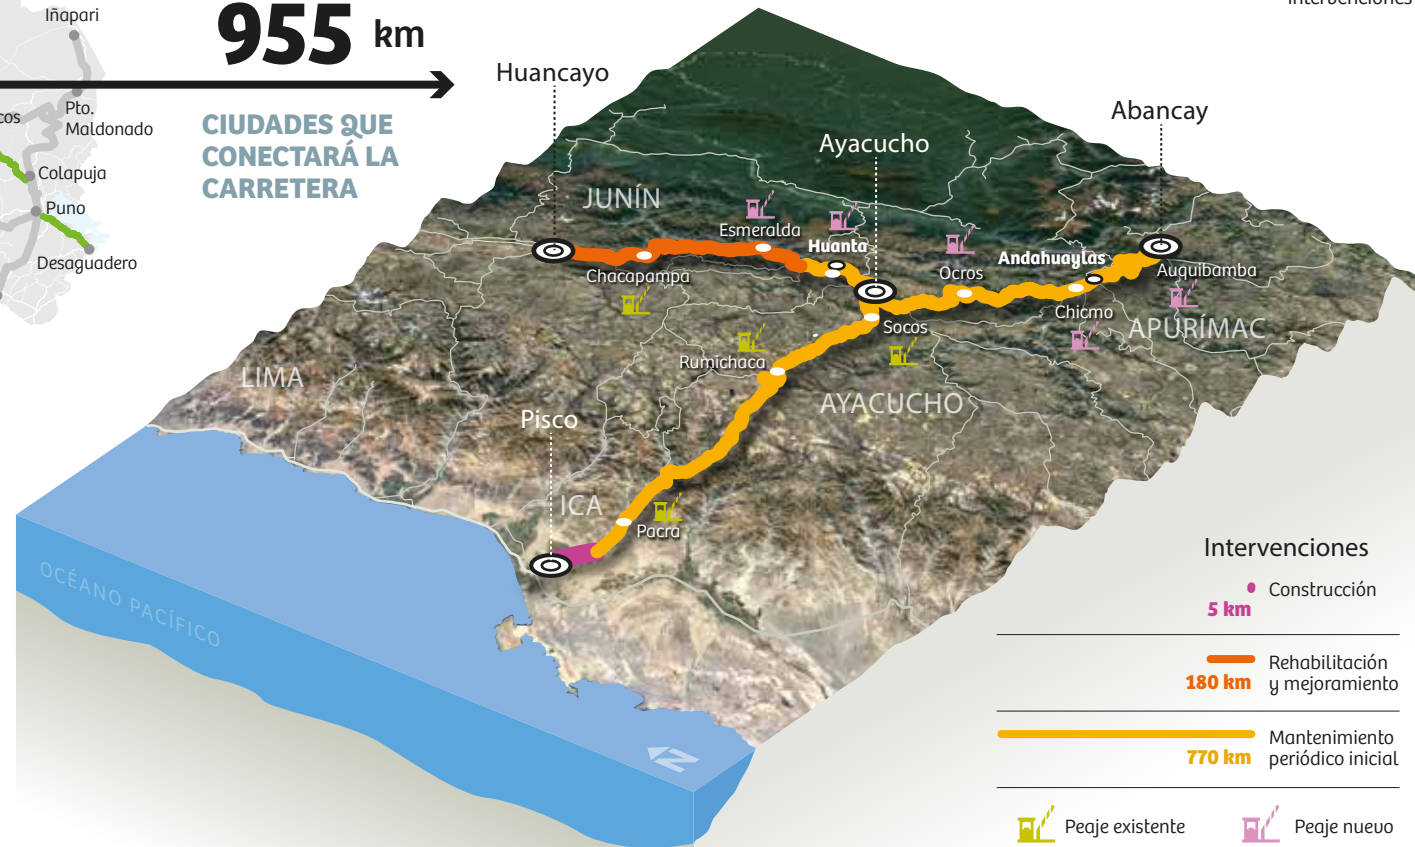 Iñapari
Pto.
Maldonado
cos
Colapuja
Puno
Desaguadero
955 km
CIUDADES QUE
CONECTARÁ LA
CARRETERA
Intervenciones
Huancayo
Abancay
Ayacucho
JUNÍN
Esmeralda
Huanta
Chacapampa
Ocros
Andahuaylas
Auquibamba
Chicmo
APURÍMAC
Socos
Rumichaca
LIMA
AYACUCHO
Pisco
ICA
Pacra
OCÉANO PACÍFICO
N
Intervenciones
Construcción
5 km
Rehabilitación
180 km y mejoramiento
Mantenimiento
770 km periódico inicial
Peaje existente
Peaje nuevo